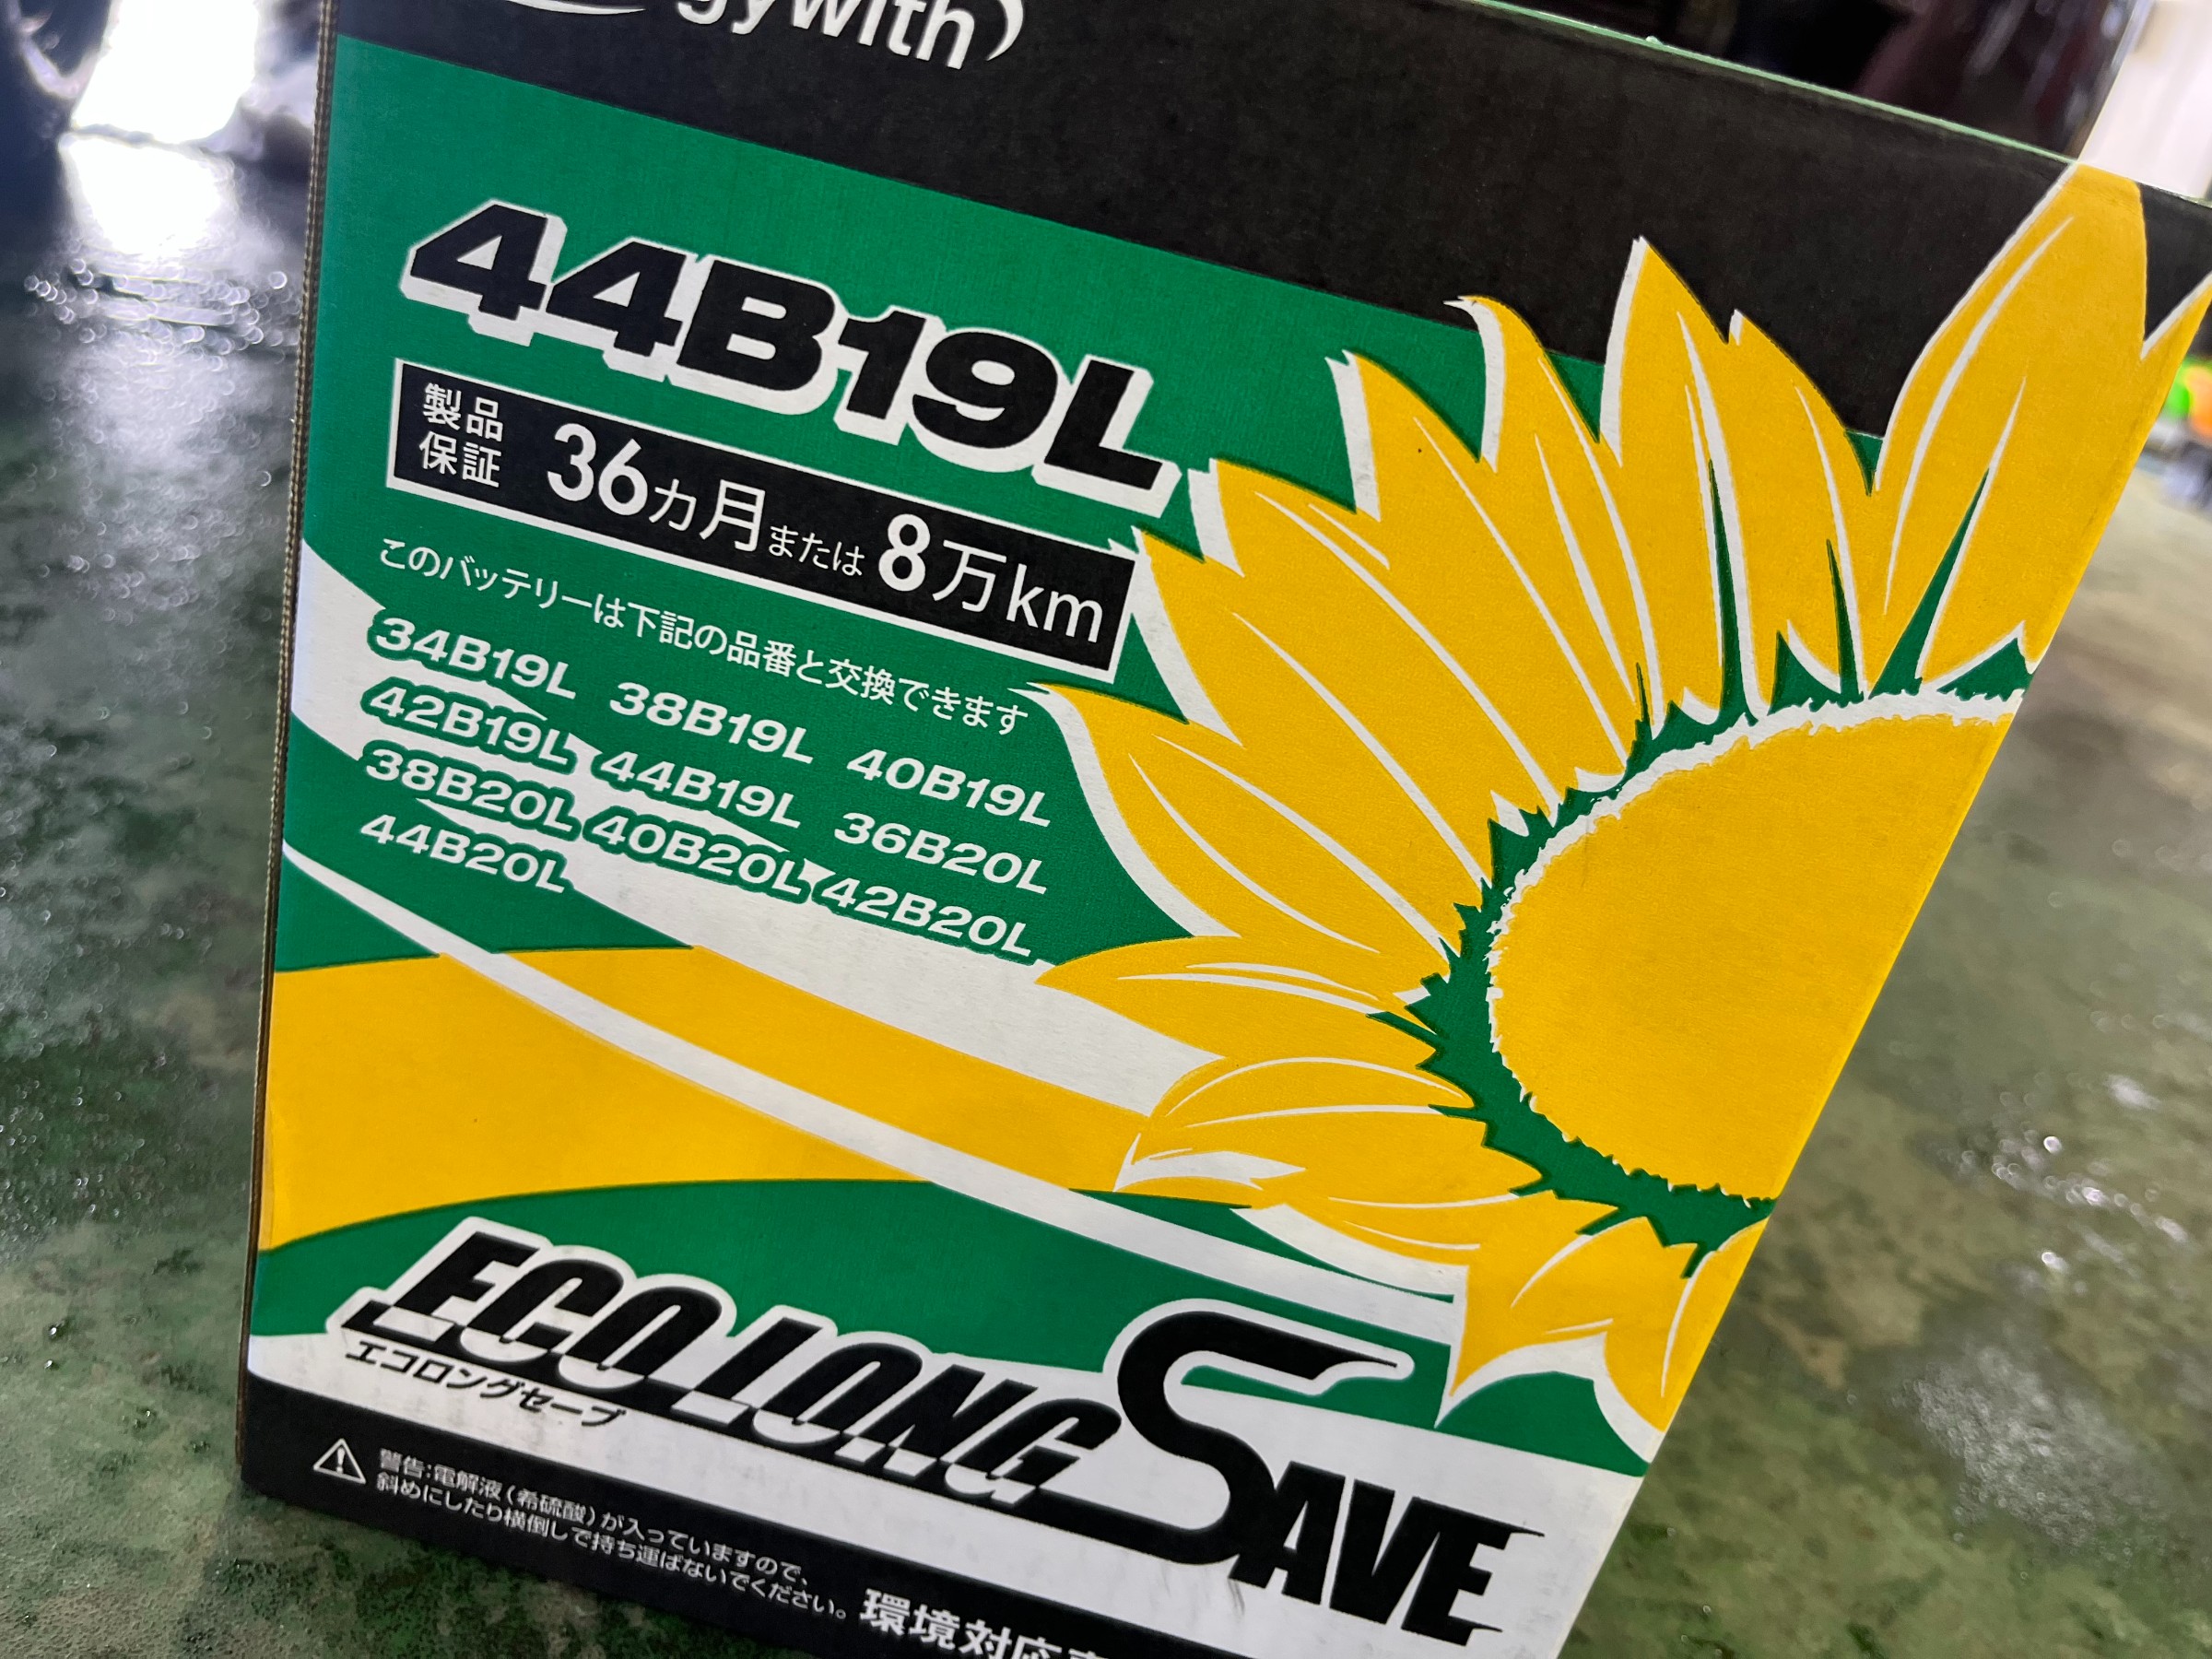 gywith
44B19L
製品保証 36カ月または8万km
このバッテリーは下記の品番と交換できます
34B19L 38B19L 40B19L
42B19L 44B19L 36B20L
38B20L 40B20L 42B20L
44B20L
ECO LONG SAVE
エコロングセーブ
警告:電解液(希硫酸)が入っていますので、
斜めにしたり横倒しで持ち運ばないでください。
環境対応